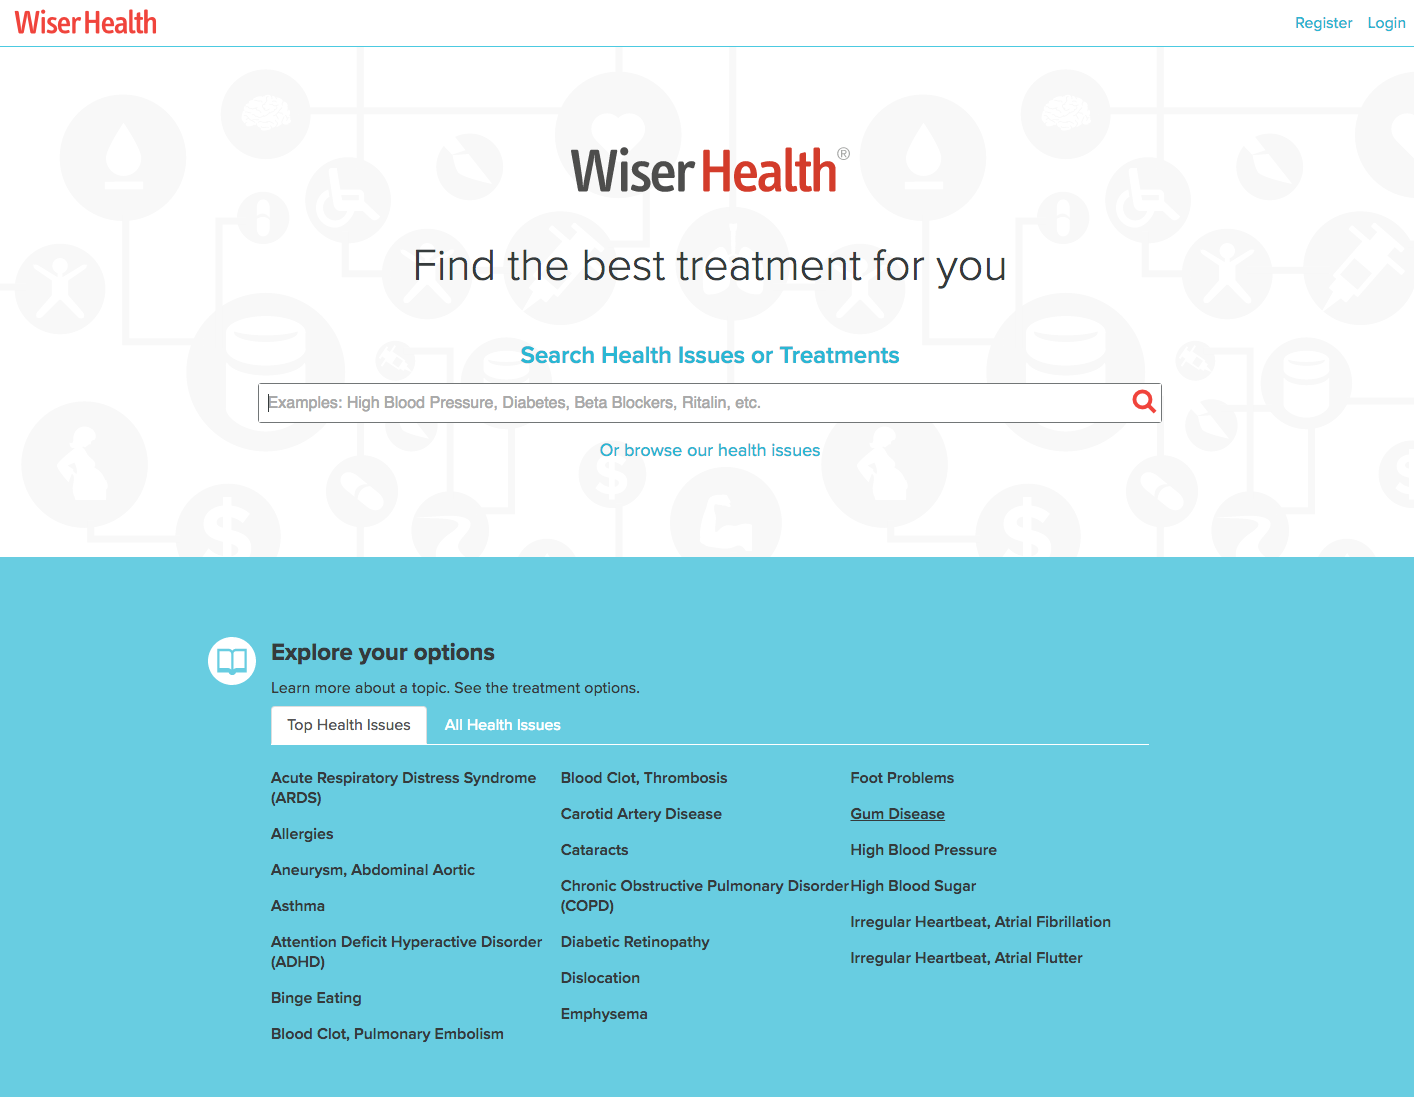 Wiser Health
Register Login
Wiser Health®
Find the best treatment for you
Search Health Issues or Treatments
Examples: High Blood Pressure, Diabetes, Beta Blockers, Ritalin, etc.
Or browse our health issues
Explore your options
Learn more about a topic. See the treatment options.
Top Health Issues All Health Issues
Acute Respiratory Distress Syndrome
(ARDS)
Allergies
Aneurysm, Abdominal Aortic
Asthma
Attention Deficit Hyperactive Disorder
(ADHD)
Binge Eating
Blood Clot, Pulmonary Embolism
Blood Clot, Thrombosis
Carotid Artery Disease
Cataracts
Chronic Obstructive Pulmonary Disorder
(COPD)
Diabetic Retinopathy
Dislocation
Emphysema
Foot Problems
Gum Disease
High Blood Pressure
High Blood Sugar
Irregular Heartbeat, Atrial Fibrillation
Irregular Heartbeat, Atrial Flutter